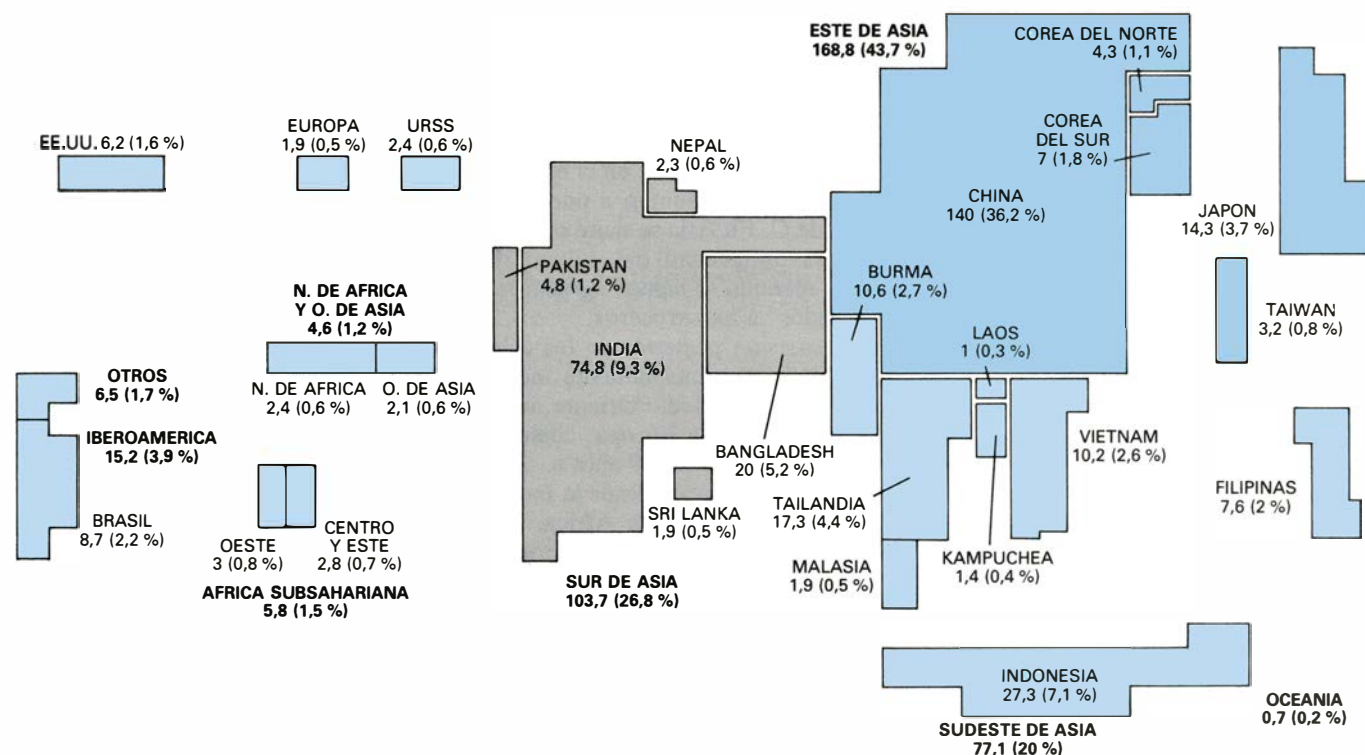 ESTE DE ASIA
168,8 (43,7 %)
COREA DEL NORTE
4,3 (1,1 %)
EE.UU. 6,2 (1,6 %)
EUROPA
1,9 (0,5 %)
URSS
2,4 (0,6 %)
NEPAL
2,3 (0,6 %)
COREA
DEL SUR
7 (1,8 %)
CHINA
140 (36,2 %)
JAPON
14,3 (3,7 %)
PAKISTAN
4,8 (1,2 %)
BURMA
10,6 (2,7 %)
N. DE AFRICA
Y O. DE ASIA
4,6 (1,2 %)
TAIWAN
3,2 (0,8 %)
INDIA
74,8 (9,3 %)
LAOS
1 (0,3 %)
N. DE AFRICA
2,4 (0,6 %)
O. DE ASIA
2,1 (0,6 %)
OTROS
6,5 (1,7 %)
IBEROAMERICA
15,2 (3,9 %)
BANGLADESH
20 (5,2 %)
VIETNAM
10,2 (2,6 %)
BRASIL
8,7 (2,2 %)
SRI LANKA
1,9 (0,5 %)
TAILANDIA
17,3 (4,4 %)
FILIPINAS
7,6 (2 %)
OESTE
3 (0,8 %)
CENTRO
Y ESTE
2,8 (0,7 %)
AFRICA SUBSAHARIANA
5,8 (1,5 %)
MALASIA
1,9 (0,5 %)
KAMPUCHEA
1,4 (0,4 %)
SUR DE ASIA
103,7 (26,8 %)
INDONESIA
27,3 (7,1 %)
OCEANIA
0,7 (0,2 %)
SUDESTE DE ASIA
77,1 (20 %)